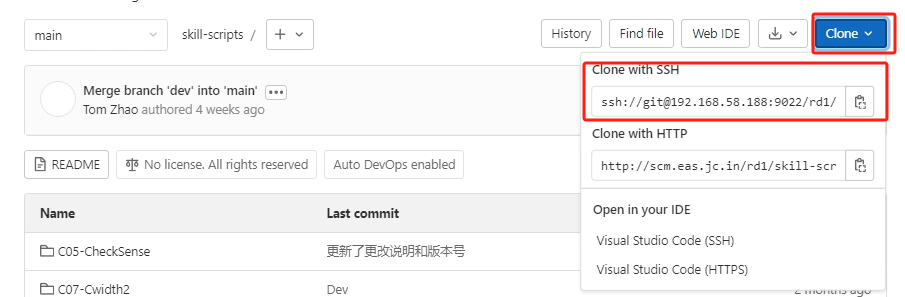 main
skill-scripts /
History
Find file
Web IDE
Clone
Clone with SSH
ssh://git@192.168.58.188:9022/rd1/
Merge branch 'dev' into 'main'
Tom Zhao authored 4 weeks ago
Clone with HTTP
http://scm.eas.jc.in/rd1/skill-scr
README
No license. All rights reserved
Auto DevOps enabled
Open in your IDE
Name
Last commit
Visual Studio Code (SSH)
C05-CheckSense
更新了更改说明和版本号
Visual Studio Code (HTTPS)
C07-Cwidth2
Dev
2 months ago